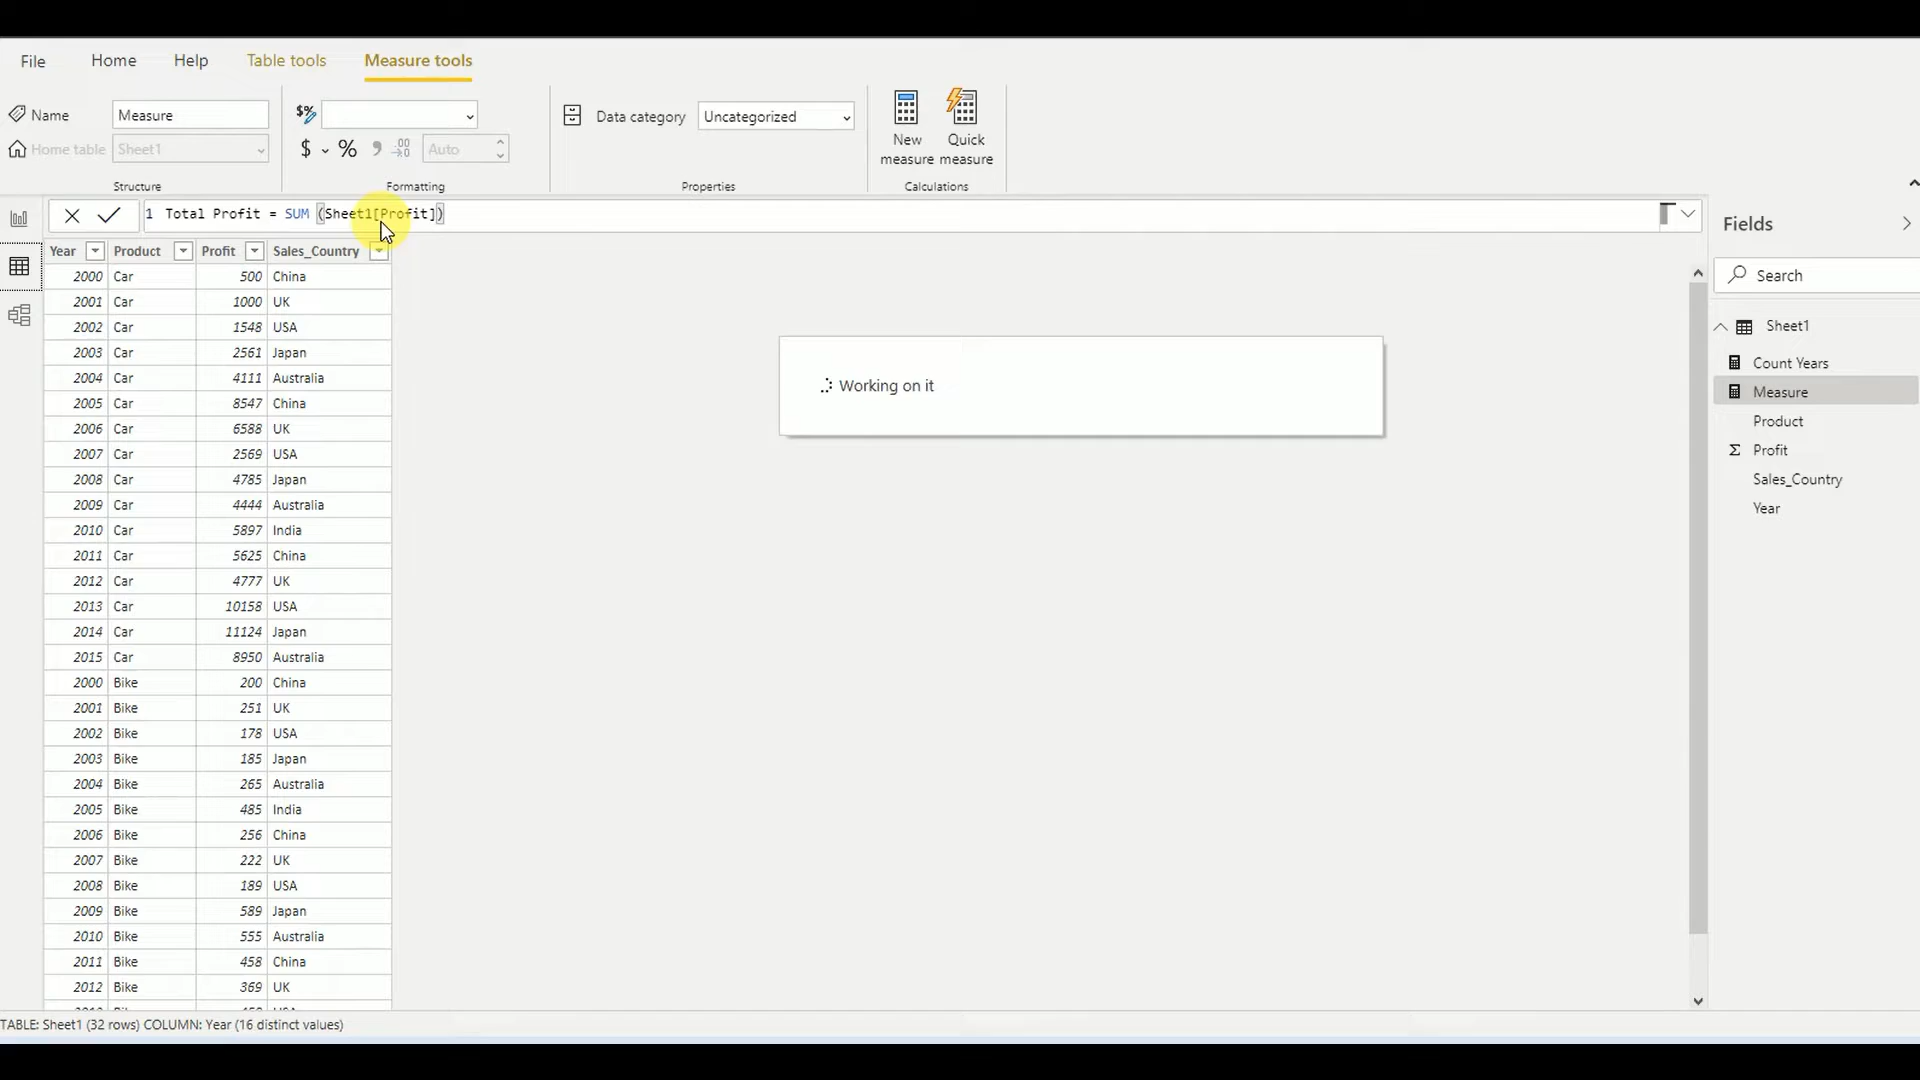 File Home Help Table tools Measure tools
Name Measure
Home table Sheet1
Structure
$% 
$ % 9 .00 Auto
Formatting
Data category Uncategorized
Properties
New measure
Quick measure
Calculations
1 Total Profit = SUM (Sheet1[Profit])
Year Product Profit Sales_Country
2000 Car 500 China
2001 Car 1000 UK
2002 Car 1548 USA
2003 Car 2561 Japan
2004 Car 4111 Australia
2005 Car 8547 China
2006 Car 6588 UK
2007 Car 2569 USA
2008 Car 4785 Japan
2009 Car 4444 Australia
2010 Car 5897 India
2011 Car 5625 China
2012 Car 4777 UK
2013 Car 10158 USA
2014 Car 11124 Japan
2015 Car 8950 Australia
2000 Bike 200 China
2001 Bike 251 UK
2002 Bike 178 USA
2003 Bike 185 Japan
2004 Bike 265 Australia
2005 Bike 485 India
2006 Bike 256 China
2007 Bike 222 UK
2008 Bike 189 USA
2009 Bike 589 Japan
2010 Bike 555 Australia
2011 Bike 458 China
2012 Bike 369 UK
Working on it
Fields
Search
Sheet1
Count Years
Measure
Product
Σ Profit
Sales_Country
Year
TABLE: Sheet1 (32 rows) COLUMN: Year (16 distinct values)